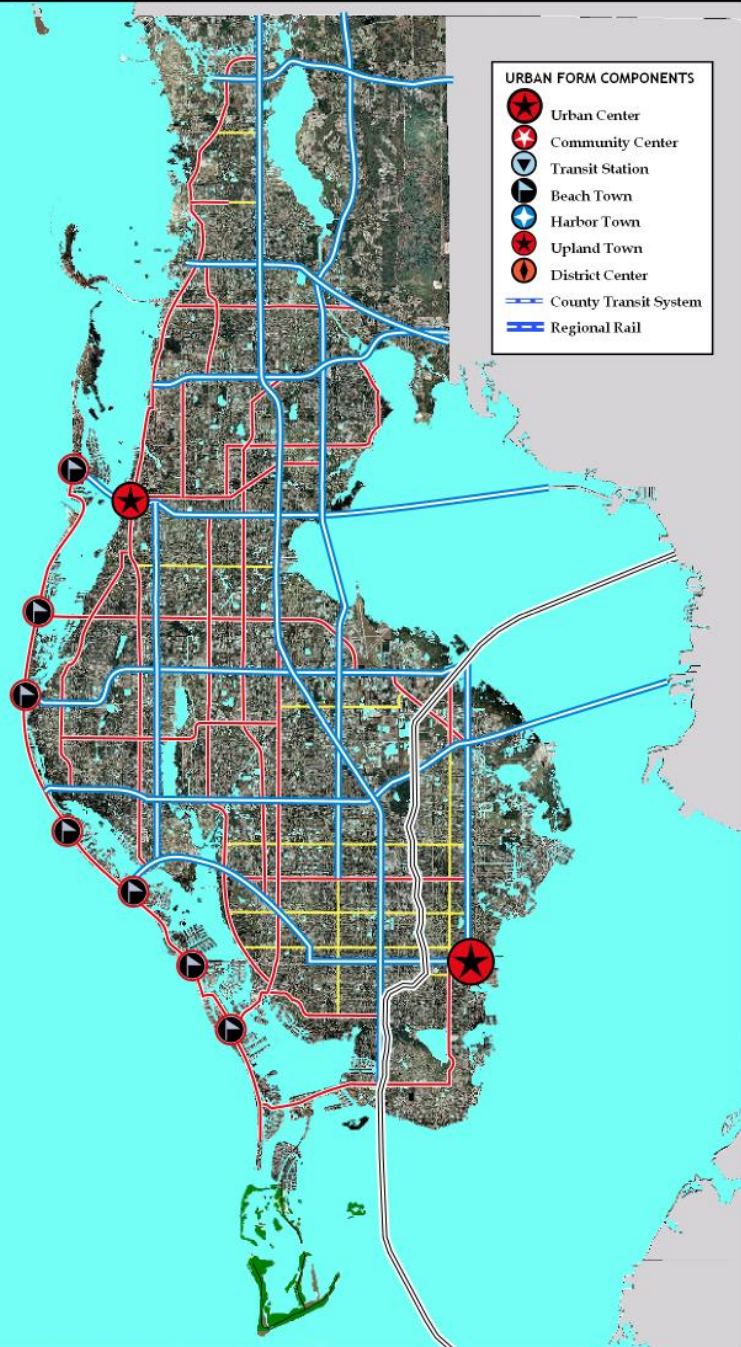 URBAN FORM COMPONENTS
Urban Center
Community Center
Transit Station
Beach Town
Harbor Town
Upland Town
District Center
County Transit System
Regional Rail